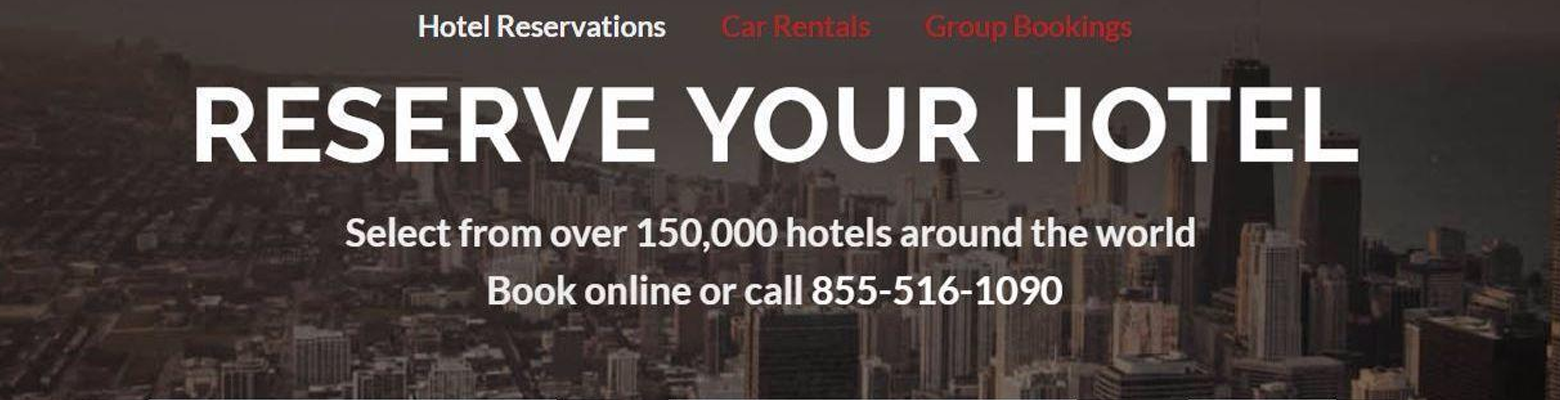 Hotel Reservations Car Rentals Group Bookings
RESERVE YOUR HOTEL
Select from over 150,000 hotels around the world
Book online or call 855-516-1090